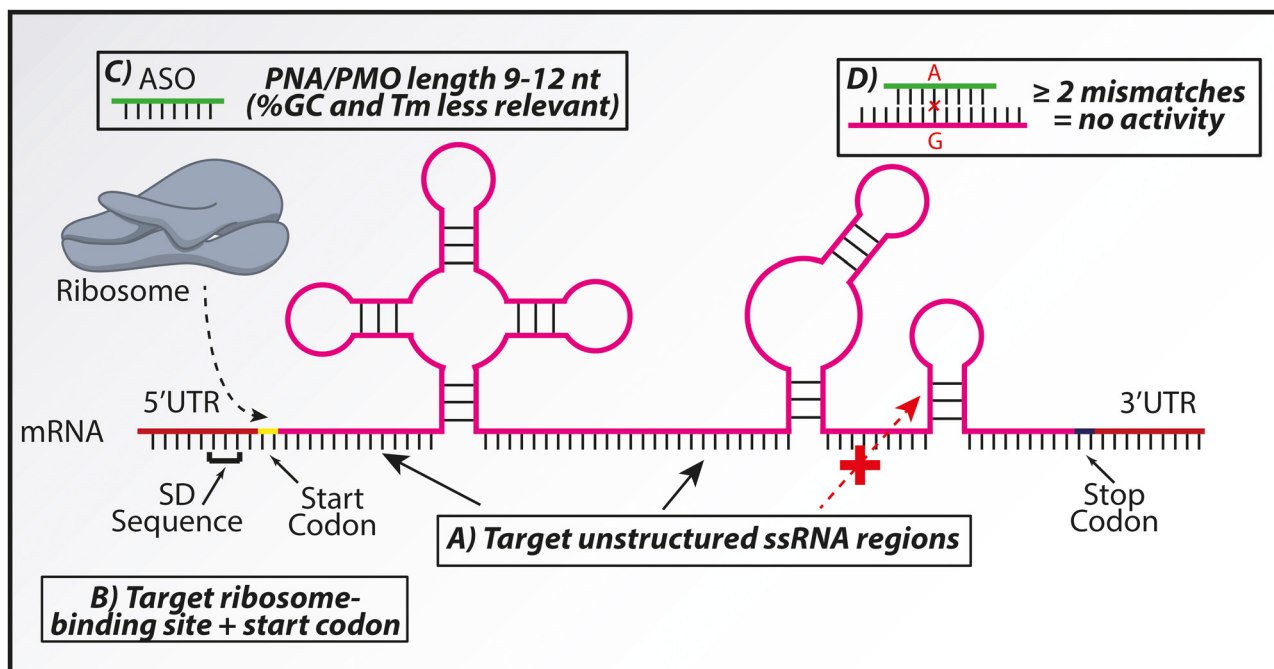 C) ASO
PNA/PMO length 9-12 nt
(%GC and Tm less relevant)
D)
A
G
≥ 2 mismatches
= no activity
Ribosome
5'UTR
3'UTR
mRNA
SD
Sequence
Start
Codon
Stop
Codon
A) Target unstructured ssRNA regions
B) Target ribosome-
binding site + start codon